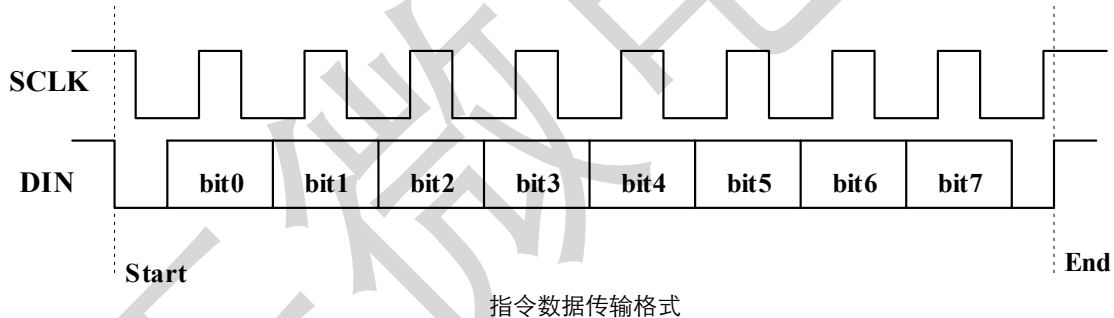 SCLK
DIN
bit0 bit1 bit2 bit3 bit4 bit5 bit6 bit7
Start
End
指令数据传输格式
微